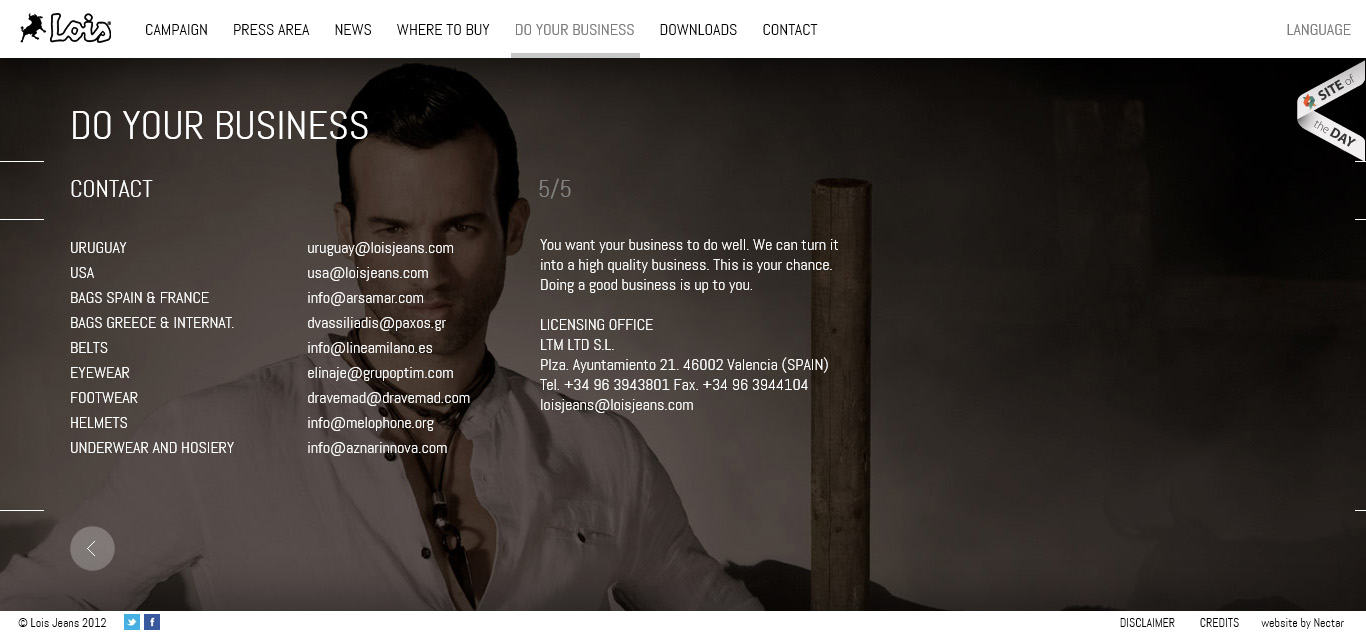 Lois
CAMPAIGN
PRESS AREA
NEWS
WHERE TO BUY
DO YOUR BUSINESS
DOWNLOADS
CONTACT
LANGUAGE
SITE of
the DAY
DO YOUR BUSINESS
CONTACT
5/5
URUGUAY uruguay@loisjeans.com
USA usa@loisjeans.com
BAGS SPAIN & FRANCE info@arsamar.com
BAGS GREECE & INTERNAT. dvassiliadis@paxos.gr
BELTS info@lineamilano.es
EYEWEAR elinaje@grupoptim.com
FOOTWEAR dravemad@dravemad.com
HELMETS info@melophone.org
UNDERWEAR AND HOSIERY info@aznarinnova.com
You want your business to do well. We can turn it
into a high quality business. This is your chance.
Doing a good business is up to you.
LICENSING OFFICE
LTM LTD S.L.
Plza. Ayuntamiento 21. 46002 Valencia (SPAIN)
Tel. +34 96 3943801 Fax. +34 96 3944104
loisjeans@loisjeans.com
© Lois Jeans 2012
DISCLAIMER
CREDITS
website by Nectar